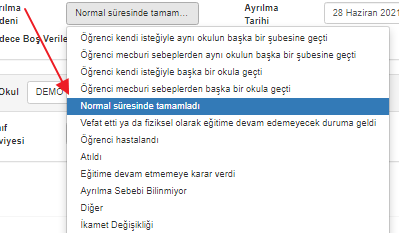 rılma
Normal süresinde tamam...
Ayrılma
deni
Tarihi
28 Haziran 2021
dece Boş Verile
Öğrenci kendi isteğiyle aynı okulun başka bir şubesine geçti
Öğrenci mecburi sebeplerden aynı okulun başka bir şubesine geçti
Öğrenci kendi isteğiyle başka bir okula geçti
Öğrenci mecburi sebeplerden başka bir okula geçti
Okul DEMO
Normal süresinde tamamladı
Vefat etti ya da fiziksel olarak eğitime devam edemeyecek duruma geldi
nıf
Öğrenci hastalandı
viyesi
Atıldı
Eğitime devam etmemeye karar verdi
Ayrılma Sebebi Bilinmiyor
Diğer
İkamet Değişikliği